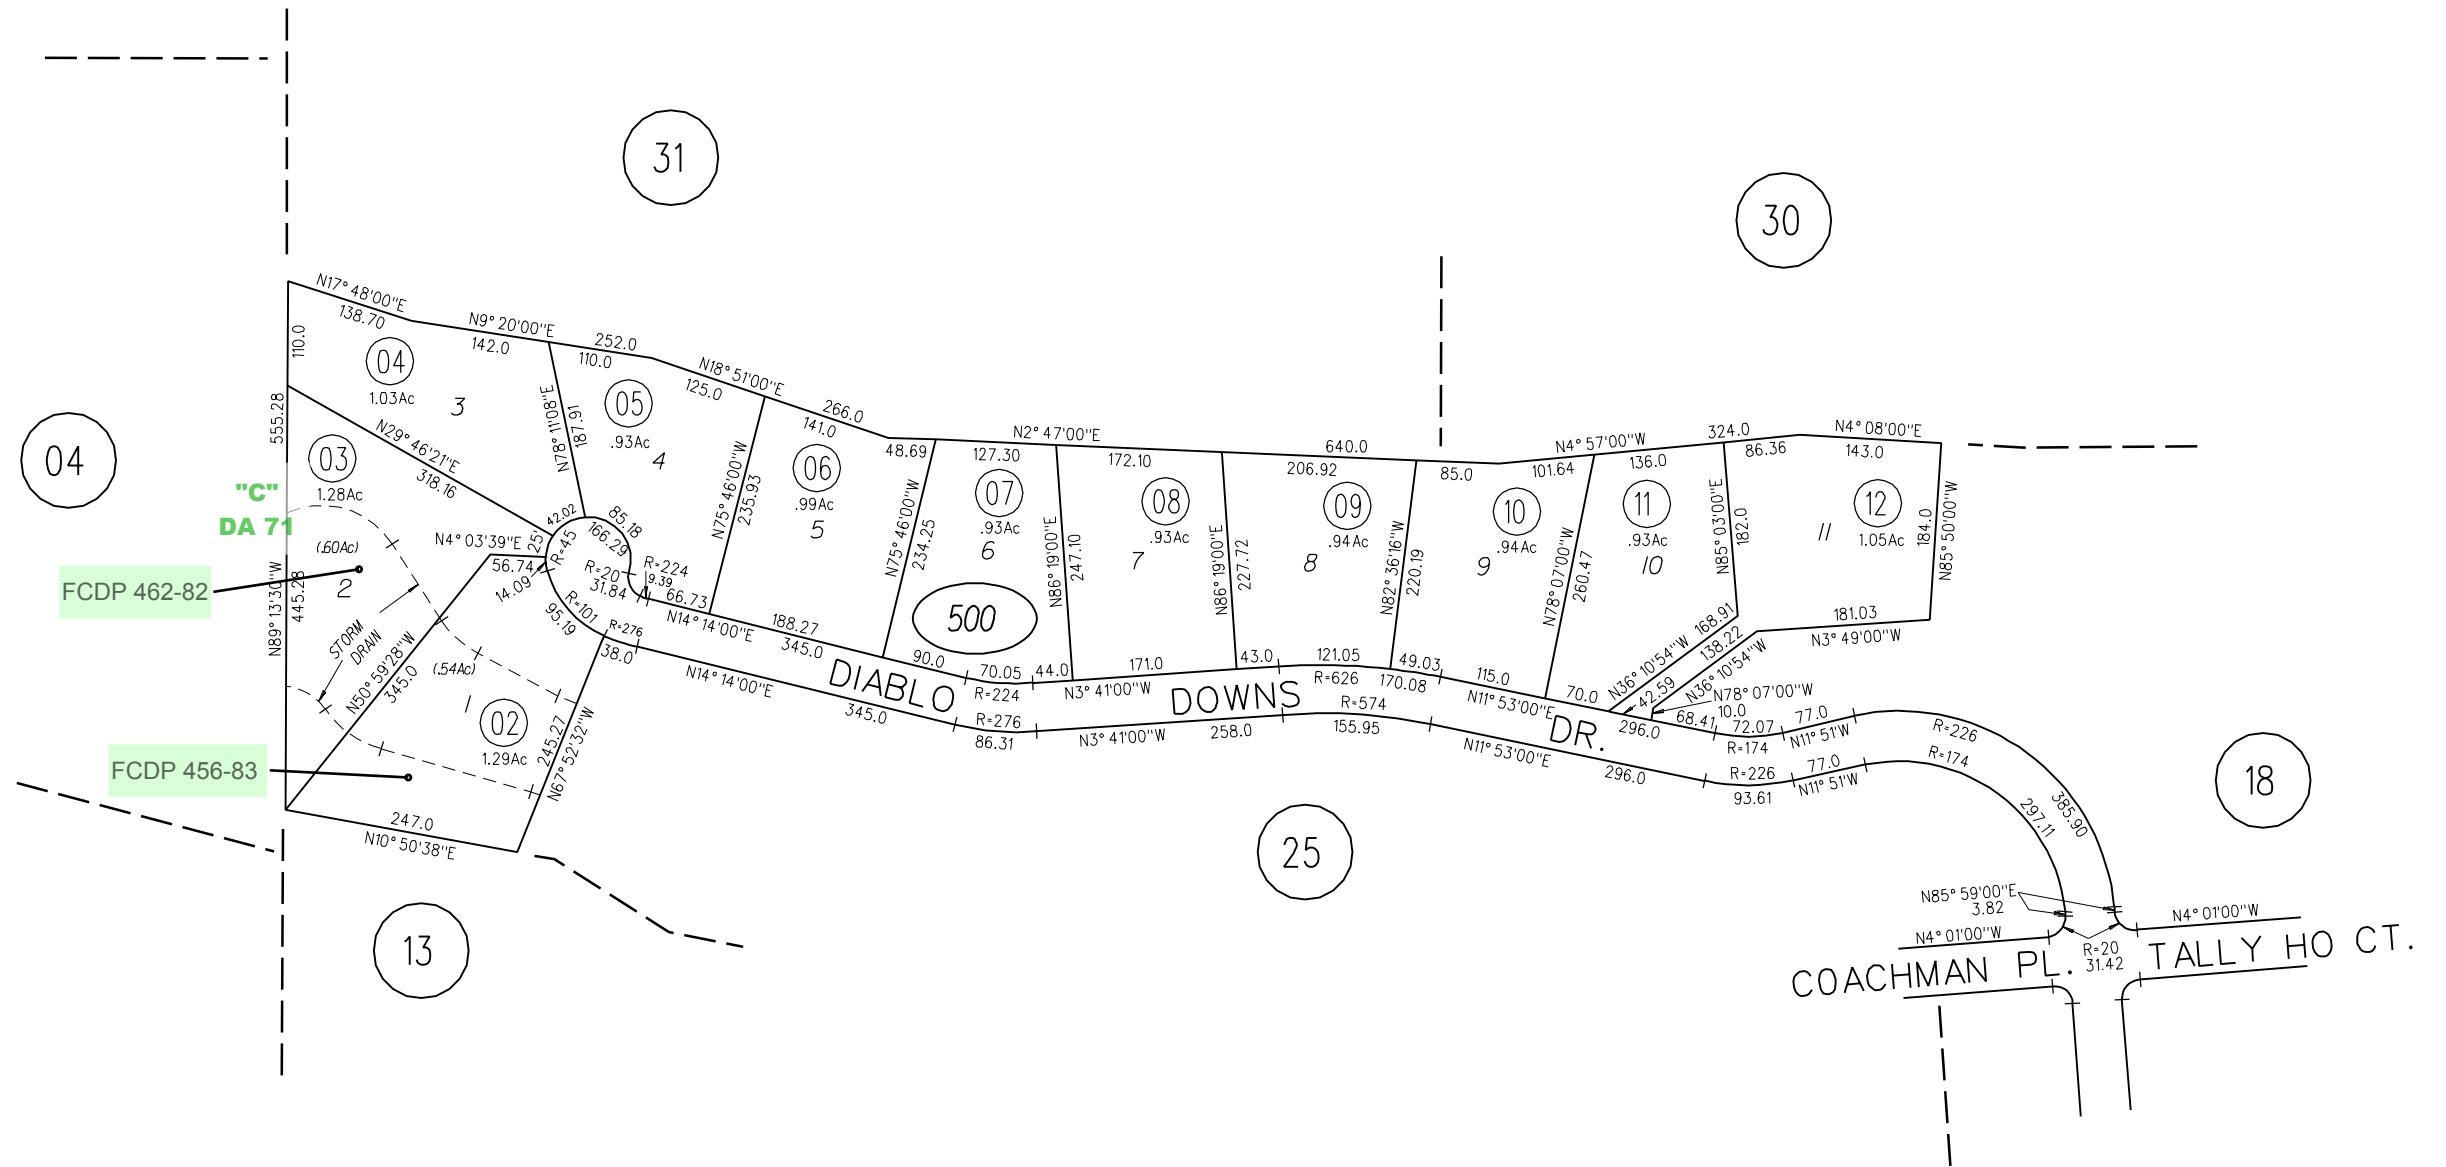 31
30
N17° 48'00"E
138.70
N9° 20'00"E
142.0
252.0
110.0
N18° 51'00"E
125.0
266.0
141.0
48.69
N2° 47'00"E
127.30
172.10
640.0
206.92
85.0
N4° 57'00"W
101.64
324.0
136.0
86.36
N4° 08'00"E
143.0
110.0
555.28
04
04
1.03Ac
3
N29° 46'21"E
318.16
N78° 11'08"E
187.91
05
.93Ac
4
N75° 46'00"W
235.93
06
.99Ac
5
N75° 46'00"W
234.25
07
.93Ac
6
N86° 19'00"E
247.10
08
.93Ac
7
N86° 19'00"E
227.72
09
.94Ac
8
N82° 36'16"W
220.19
10
.94Ac
9
N78° 07'00"W
260.47
11
.93Ac
10
N85° 03'00"E
182.0
12
1.05Ac
11
184.0
N85° 50'00"W
03
1.28Ac
"C"
DA 71
(.60Ac)
2
FCDP 462-82
N89° 13'30"W
445.28
STORM
DRAIN
N4° 03'39"E
56.74
25'
42.02
R=45
166.29
85.18
14.09
R=20
31.84
R=224
9.39
66.73
N14° 14'00"E
R=101
95.19
R=276
38.0
188.27
345.0
500
90.0
70.05
R=224
44.0
171.0
N3° 41'00"W
43.0
121.05
R=626
49.03
170.08
115.0
N11° 53'00"E
70.0
296.0
N36° 10'54"W
168.91
138.22
N36° 10'54"W
42.59
181.03
N3° 49'00"W
N78° 07'00"W
10.0
68.41
72.07
R=174
77.0
N11° 51'W
R=226
385.90
N50° 59'28"W
345.0
(.54Ac)
1
02
1.29Ac
245.27
N67° 52'32"W
FCDP 456-83
247.0
N10° 50'38"E
13
N14° 14'00"E
345.0
DIABLO DOWNS DR.
R=276
86.31
N3° 41'00"W
258.0
R=574
155.95
N11° 53'00"E
296.0
R=226
93.61
77.0
N11° 51'W
R=174
297.11
25
18
N85° 59'00"E
3.82
N4° 01'00"W
N4° 01'00"W
R=20
31.42
COACHMAN PL.
TALLY HO CT.